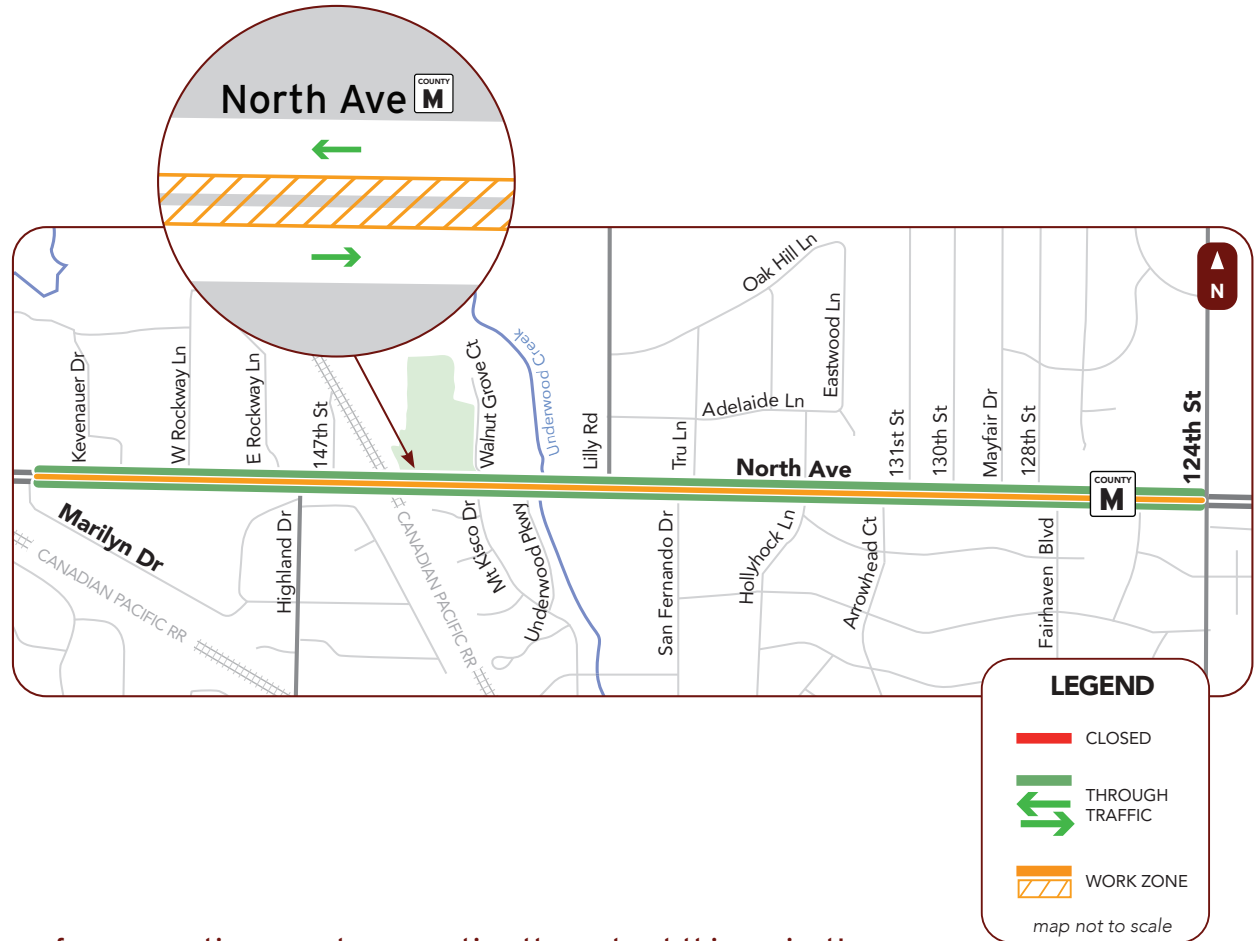 North Ave
COUNTY
M
N
Kevenauer Dr
W Rockway Ln
E Rockway Ln
147th St
Walnut Grove Ct
Underwood Creek
Lilly Rd
Tru Ln
Oak Hill Ln
Adelaide Ln
Eastwood Ln
131st St
130th St
Mayfair Dr
128th St
124th St
North Ave
COUNTY
M
Marilyn Dr
CANADIAN PACIFIC RR
Highland Dr
CANADIAN PACIFIC RR
Mt Kisco Dr
Underwood Pkwy
San Fernando Dr
Hollyhock Ln
Arrowhead Ct
Fairhaven Blvd
LEGEND
CLOSED
THROUGH
TRAFFIC
WORK ZONE
map not to scale